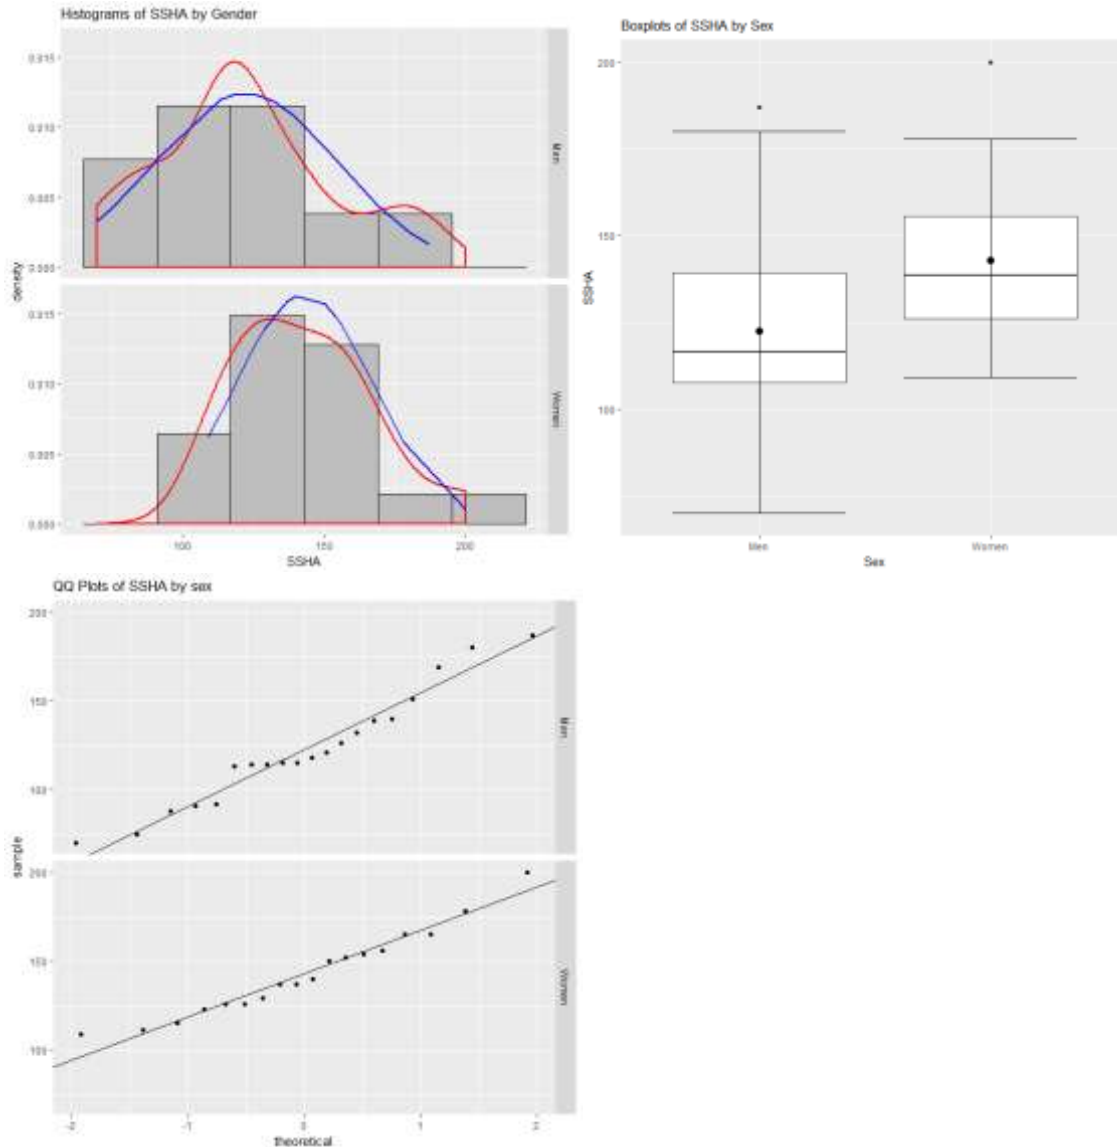 Histograms of SSHA by Gender
0.015
0.010
0.005
0.000
Men
0.015
0.010
0.005
0.000
Women
density
100 150 200
SSHA
Boxplots of SSHA by Sex
200
150
100
SSHA
Men Women
Sex
QQ Plots of SSHA by sex
200
150
100
Men
200
150
100
Women
sample
-2 -1 0 1 2
theoretical